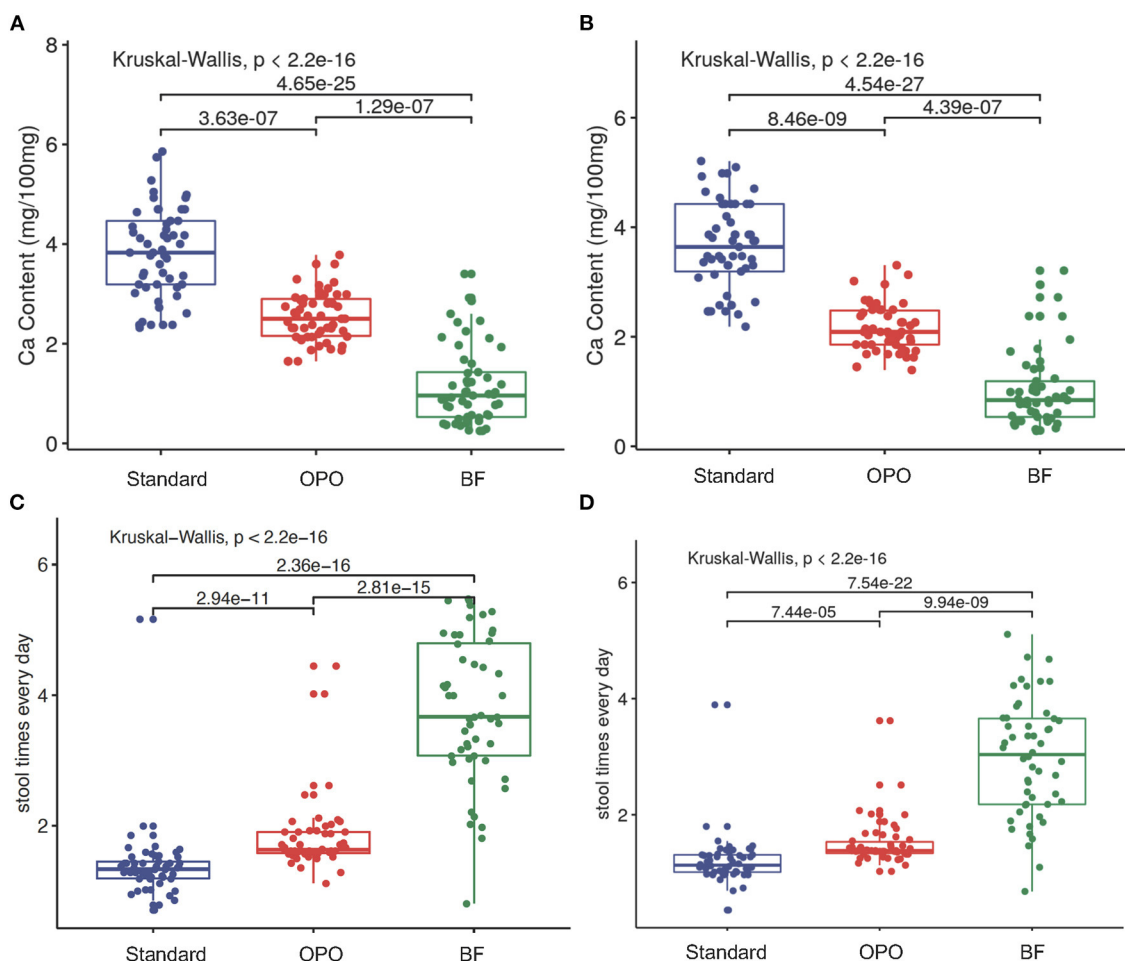 A
Kruskal-Wallis, p < 2.2e-16
4.65e-25
3.63e-07 1.29e-07
Ca Content (mg/100mg)
8
6
4
2
0
Standard OPO BF
B
Kruskal-Wallis, p < 2.2e-16
4.54e-27
8.46e-09 4.39e-07
Ca Content (mg/100mg)
6
4
2
0
Standard OPO BF
C
Kruskal–Wallis, p < 2.2e−16
2.36e−16
2.94e−11 2.81e−15
stool times every day
6
4
2
Standard OPO BF
D
Kruskal-Wallis, p < 2.2e-16
7.54e-22
7.44e-05 9.94e-09
stool times every day
6
4
2
0
Standard OPO BF